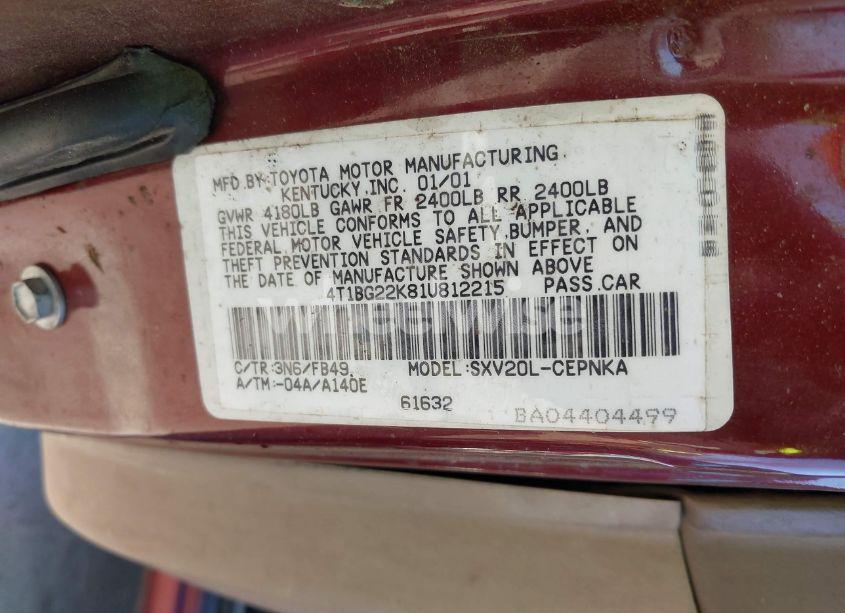 MFD.BY:TOYOTA MOTOR MANUFACTURING
KENTUCKY,INC. 01/01
GVWR 4180LB GAWR FR 2400LB RR 2400LB
THIS VEHICLE CONFORMS TO ALL APPLICABLE
FEDERAL MOTOR VEHICLE SAFETY,BUMPER, AND
THEFT PREVENTION STANDARDS IN EFFECT ON
THE DATE OF MANUFACTURE SHOWN ABOVE
4T1BG22K81U812215 PASS.CAR
C/TR:3N6/FB49 MODEL:SXV20L-CEPNKA
A/TM:-04A/A140E
61632
BA04404499